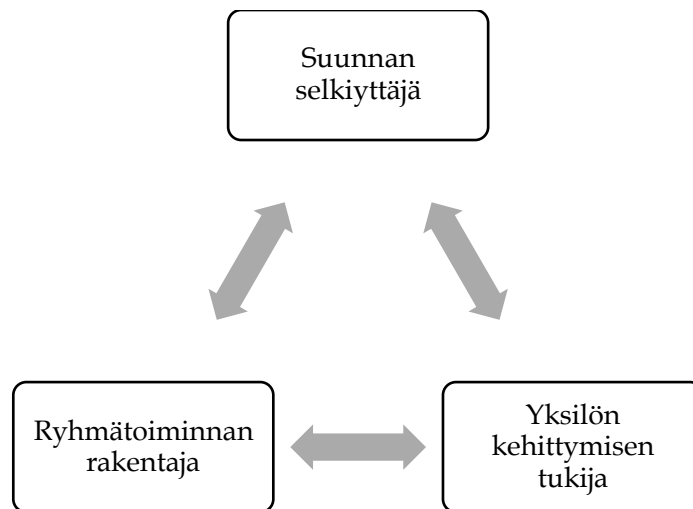 Suunnan
selkiyttäjä
Ryhmätoiminnan
rakentaja
Yksilön
kehittymisen
tukija